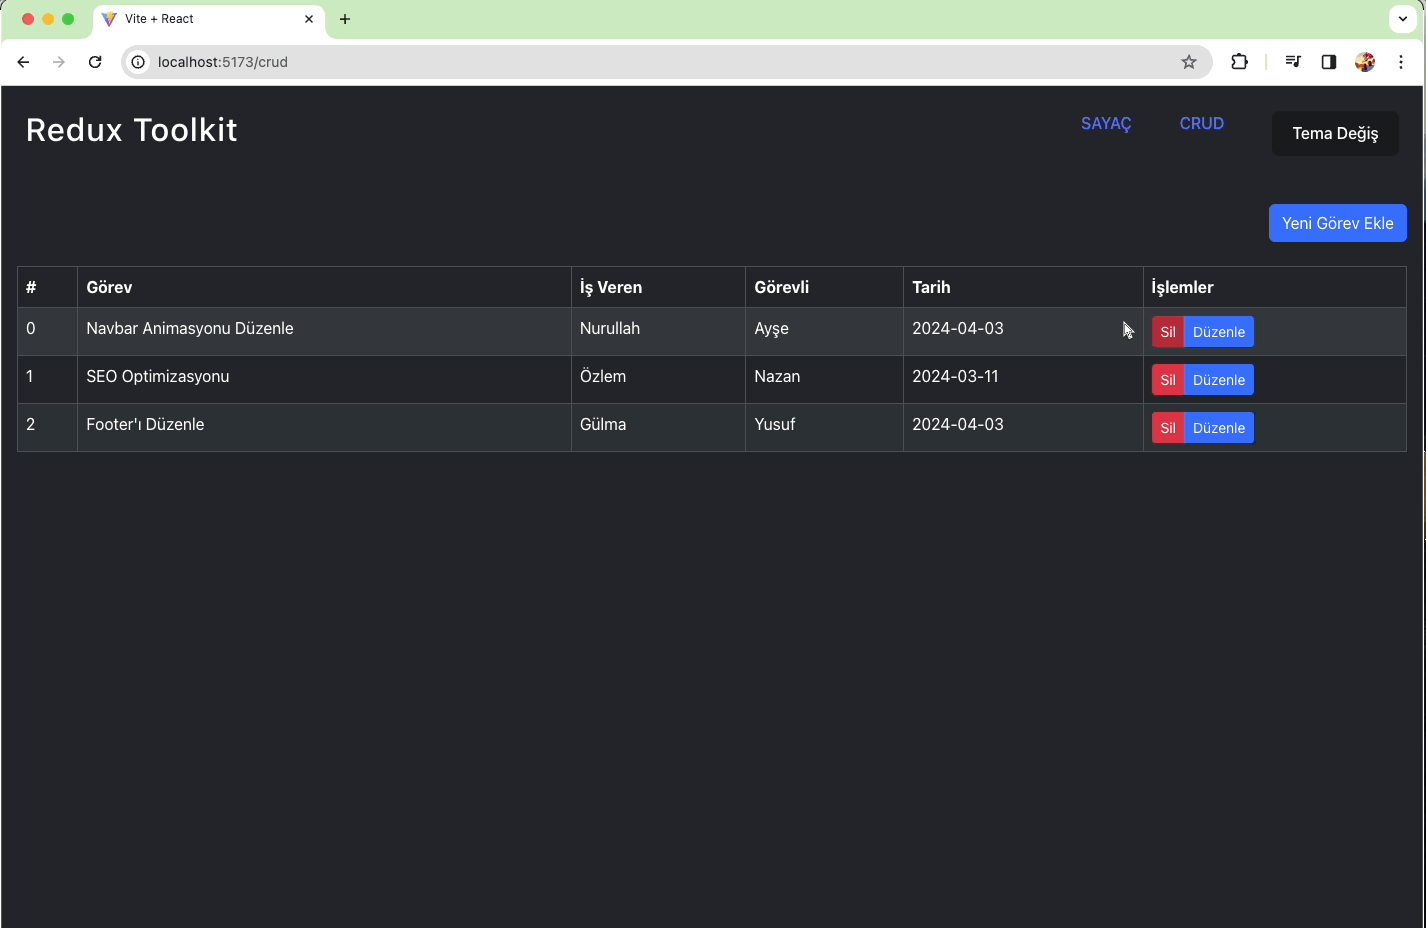 Vite + React
localhost:5173/crud
Redux Toolkit SAYAÇ CRUD Tema Değiş
Yeni Görev Ekle
# Görev İş Veren Görevli Tarih İşlemler
0 Navbar Animasyonu Düzenle Nurullah Ayşe 2024-04-03 Sil Düzenle
1 SEO Optimizasyonu Özlem Nazan 2024-03-11 Sil Düzenle
2 Footer'ı Düzenle Gülma Yusuf 2024-04-03 Sil Düzenle